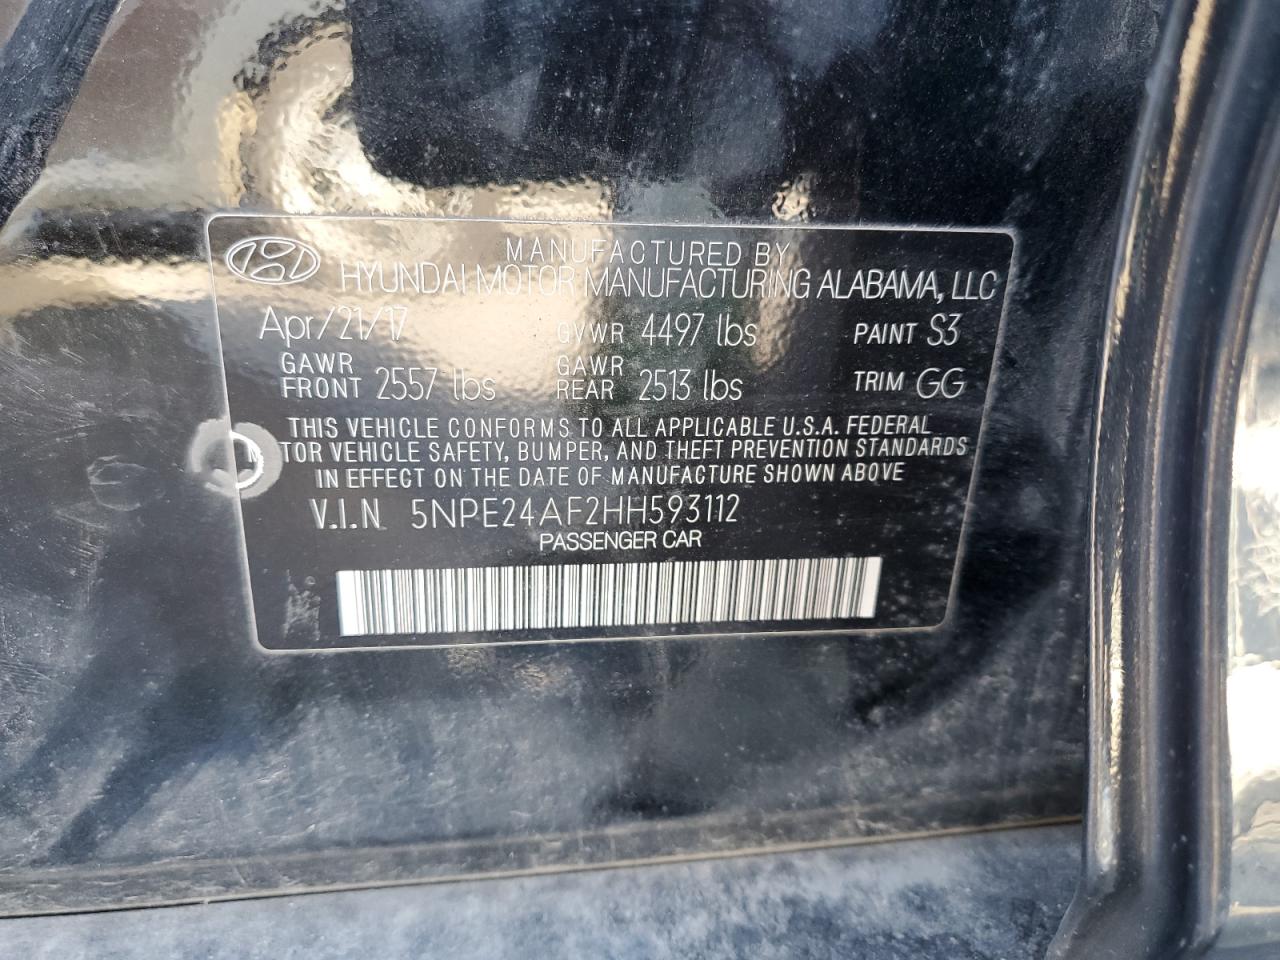 MANUFACTURED BY
HYUNDAI MOTOR MANUFACTURING ALABAMA, LLC
Apr/21/17 GVWR 4497 lbs PAINT S3
GAWR FRONT 2557 lbs GAWR REAR 2513 lbs TRIM GG
THIS VEHICLE CONFORMS TO ALL APPLICABLE U.S.A. FEDERAL
MOTOR VEHICLE SAFETY, BUMPER, AND THEFT PREVENTION STANDARDS
IN EFFECT ON THE DATE OF MANUFACTURE SHOWN ABOVE
V.I.N 5NPE24AF2HH593112
PASSENGER CAR